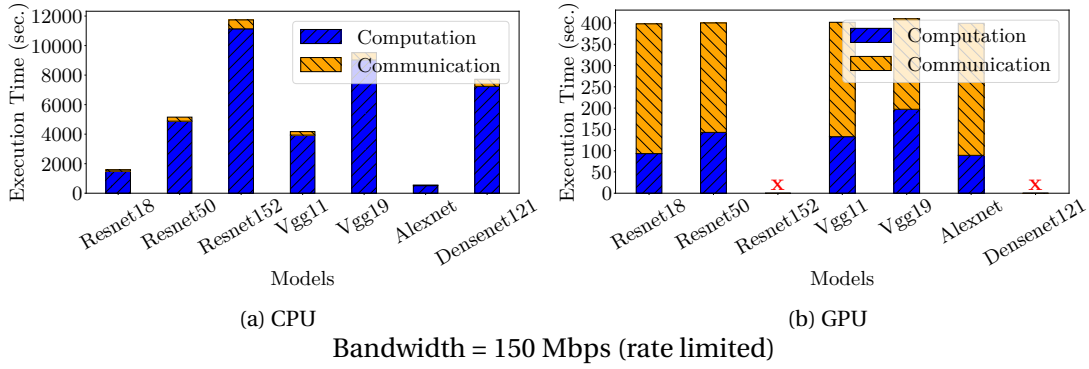 Execution Time (sec.)
12000
10000
8000
6000
4000
2000
0
Computation
Communication
Resnet18
Resnet50
Resnet152
Vgg11
Vgg19
Alexnet
Densenet121
Models
(a) CPU
Execution Time (sec.)
400
350
300
250
200
150
100
50
0
Computation
Communication
x
x
Resnet18
Resnet50
Resnet152
Vgg11
Vgg19
Alexnet
Densenet121
Models
(b) GPU
Bandwidth = 150 Mbps (rate limited)